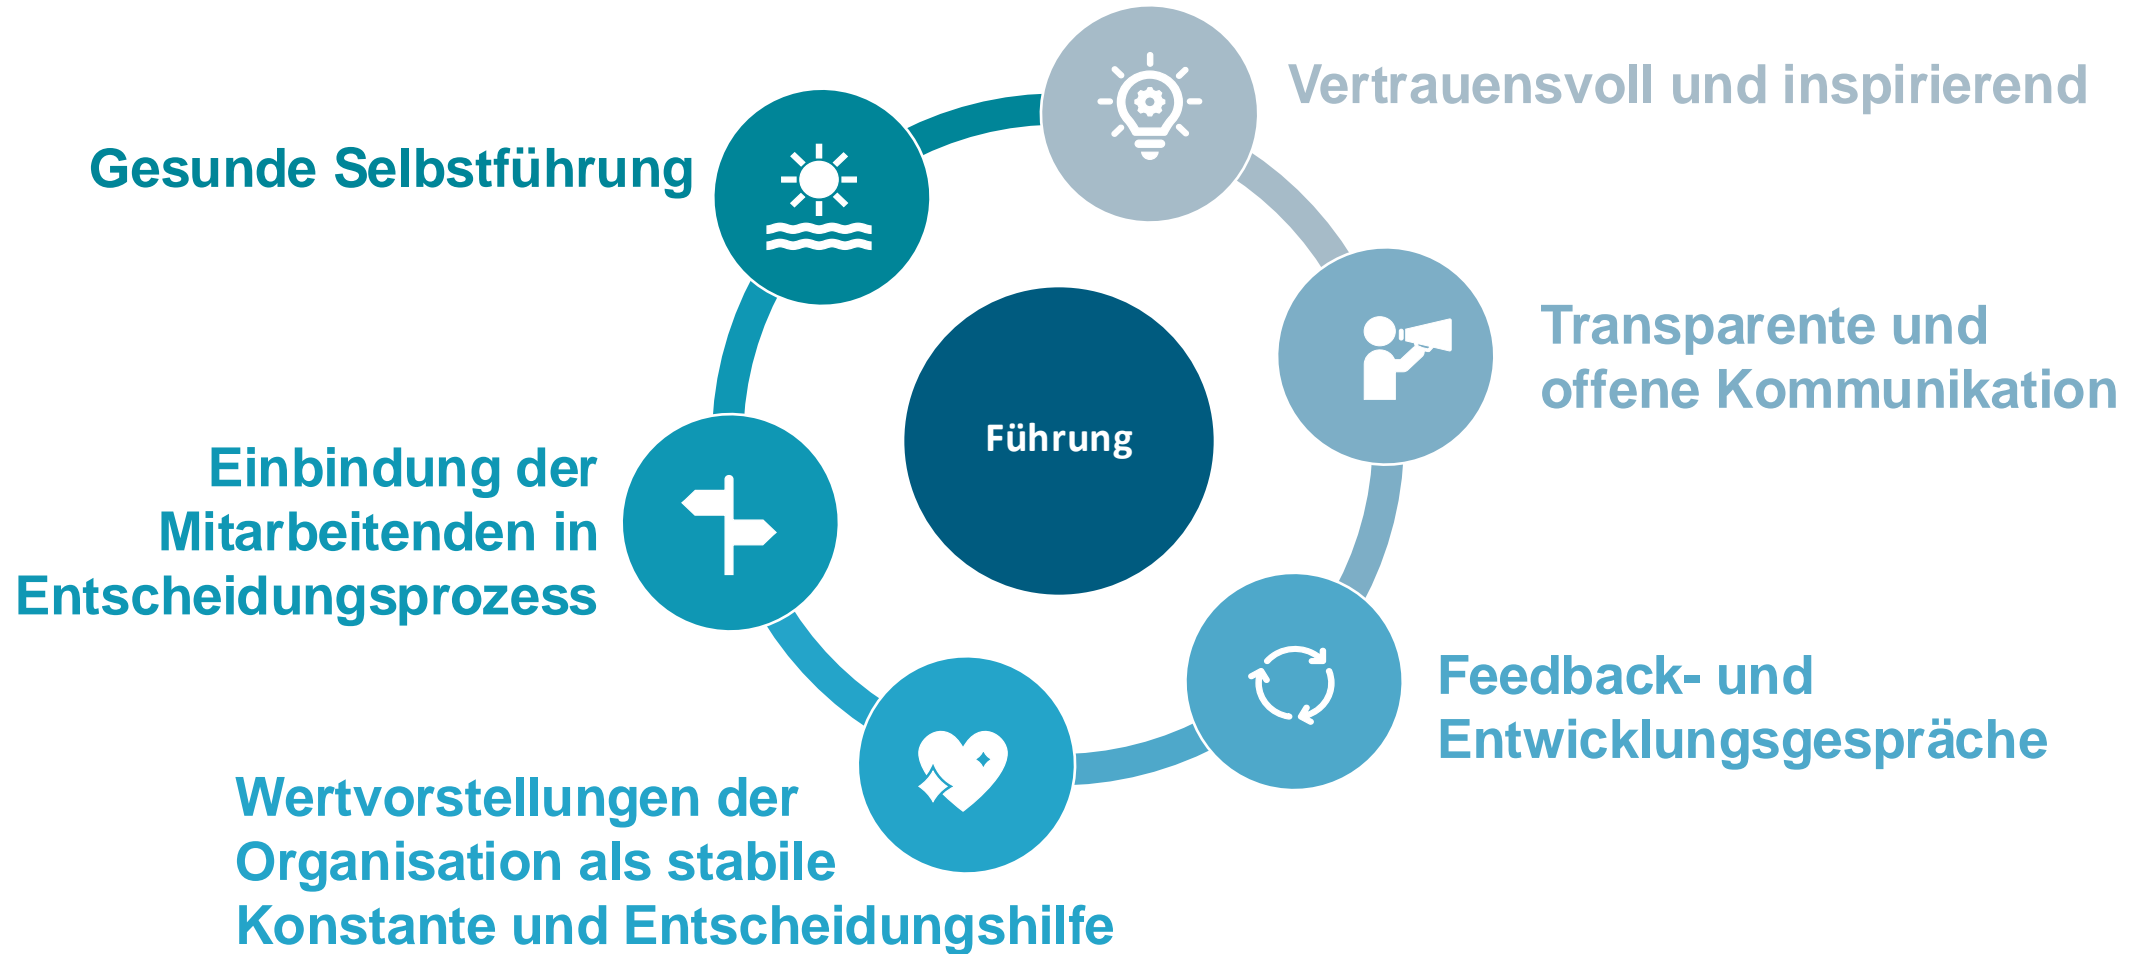 Vertrauensvoll und inspirierend
Transparente und
offene Kommunikation
Feedback- und
Entwicklungsgespräche
Wertvorstellungen der
Organisation als stabile
Konstante und Entscheidungshilfe
Einbindung der
Mitarbeitenden in
Entscheidungsprozess
Gesunde Selbstführung
Führung